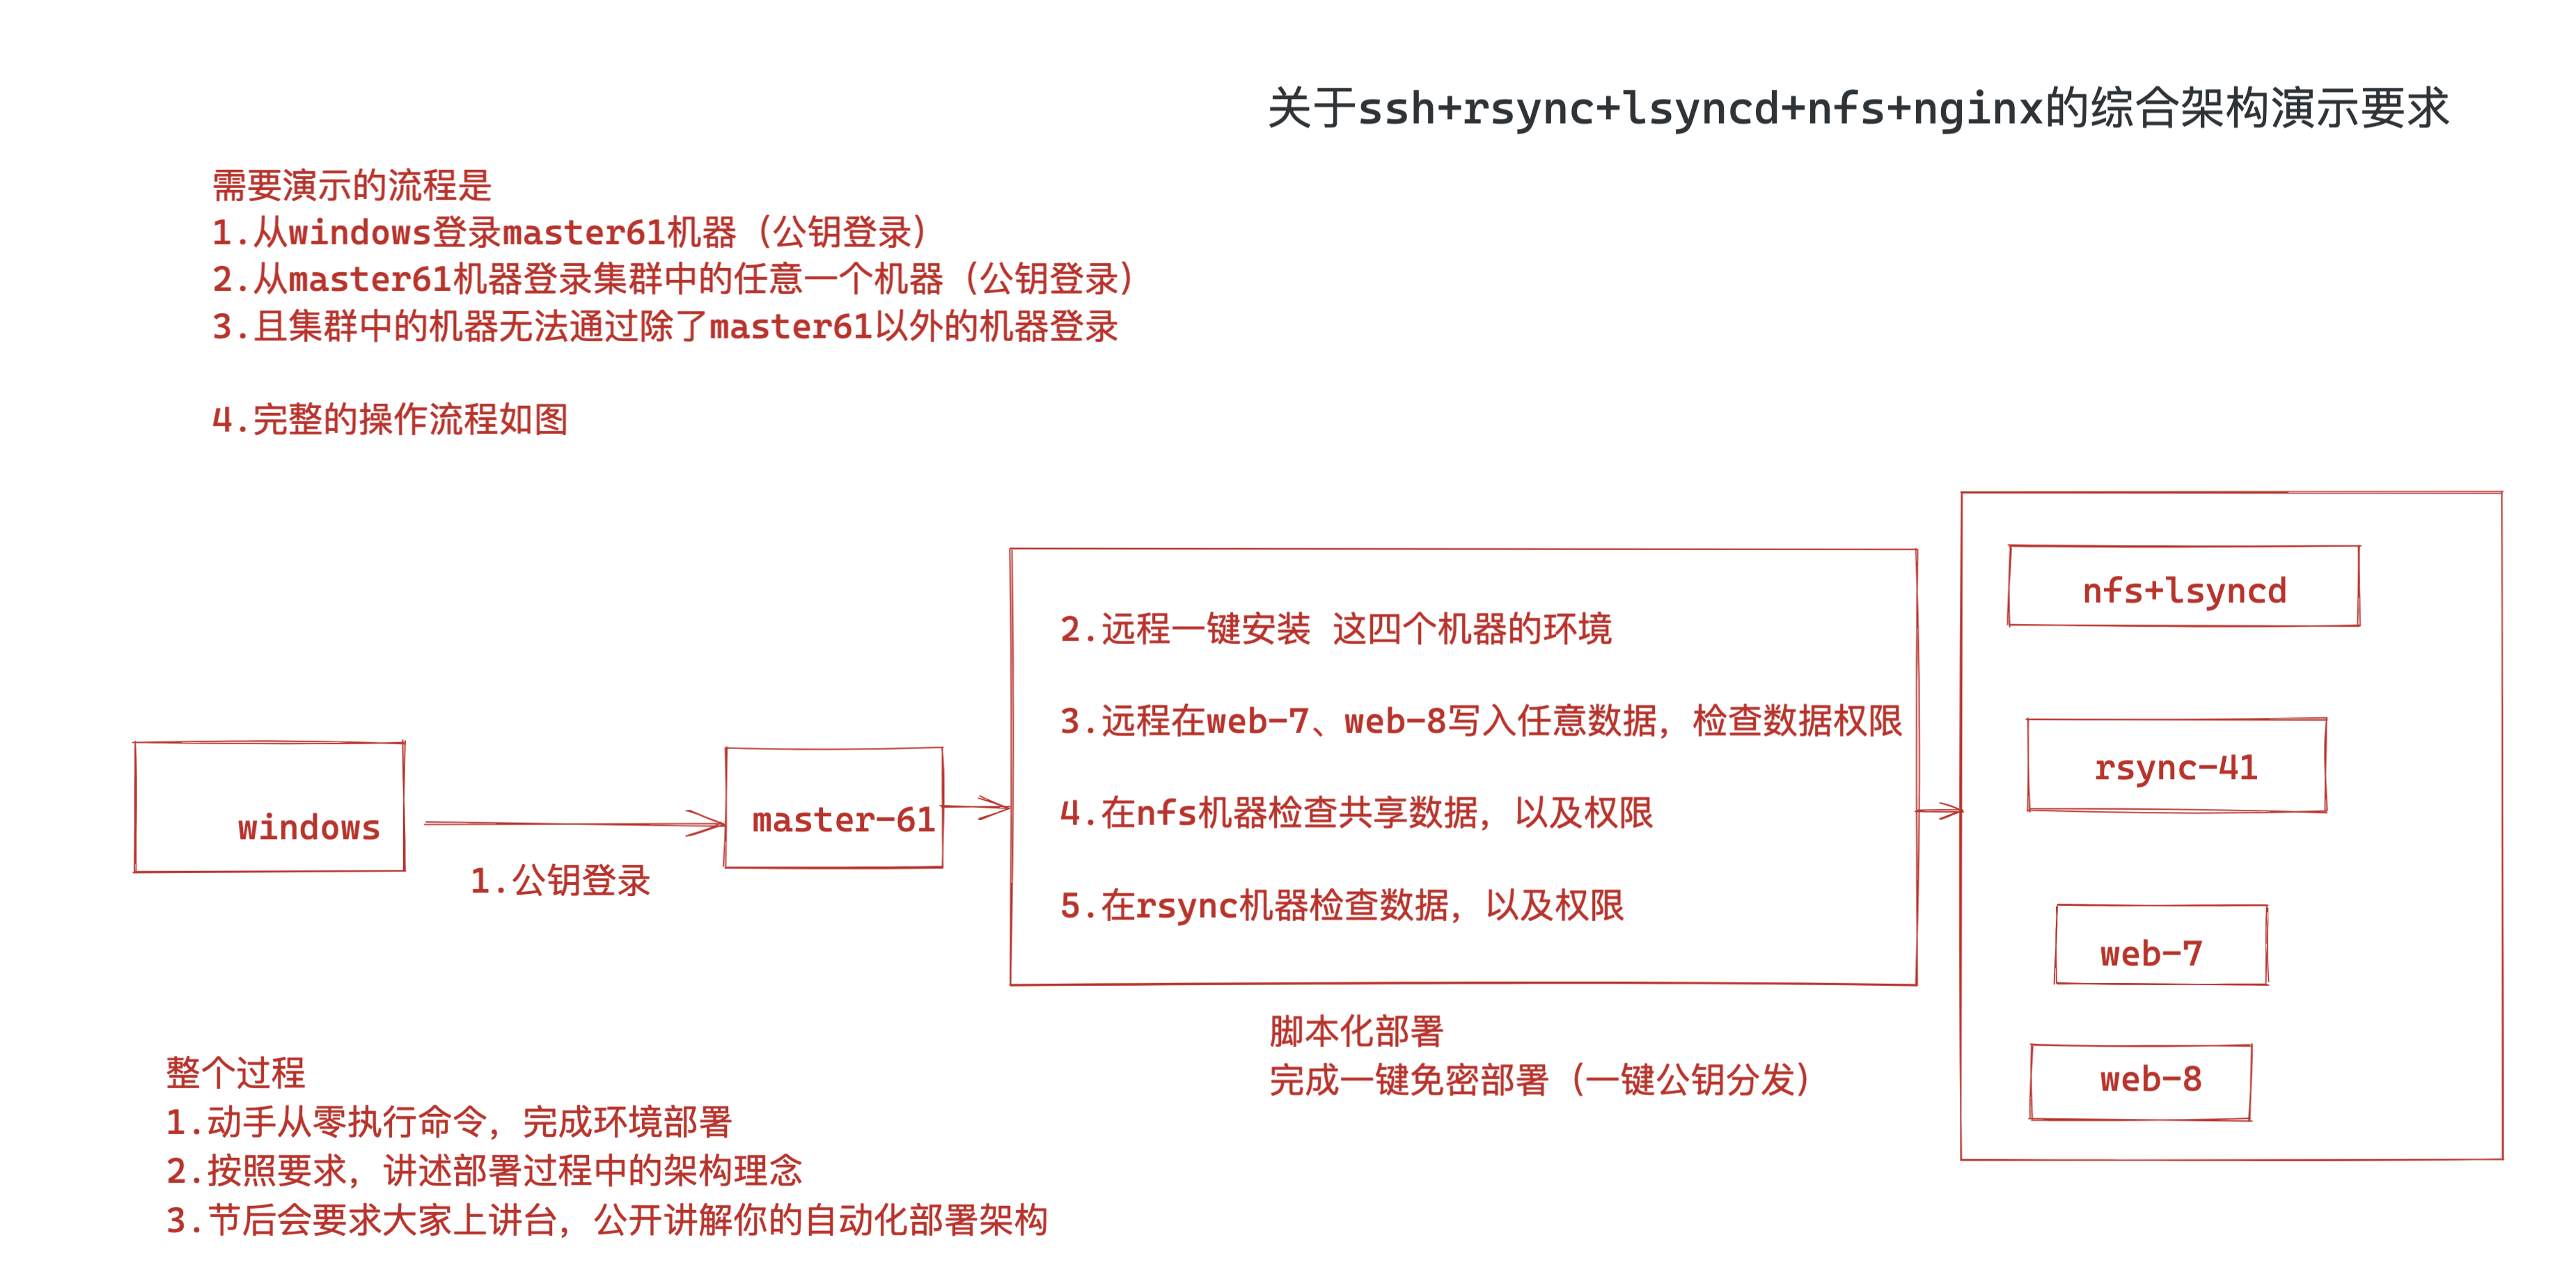 关于ssh+rsync+lsyncd+nfs+nginx的综合架构演示要求
需要演示的流程是
1.从windows登录master61机器（公钥登录）
2.从master61机器登录集群中的任意一个机器（公钥登录）
3.且集群中的机器无法通过除了master61以外的机器登录
4.完整的操作流程如图
windows
1.公钥登录
master-61
2.远程一键安装 这四个机器的环境
3.远程在web-7、web-8写入任意数据，检查数据权限
4.在nfs机器检查共享数据，以及权限
5.在rsync机器检查数据，以及权限
脚本化部署
完成一键免密部署（一键公钥分发）
nfs+lsyncd
rsync-41
web-7
web-8
整个过程
1.动手从零执行命令，完成环境部署
2.按照要求，讲述部署过程中的架构理念
3.节后会要求大家上讲台，公开讲解你的自动化部署架构